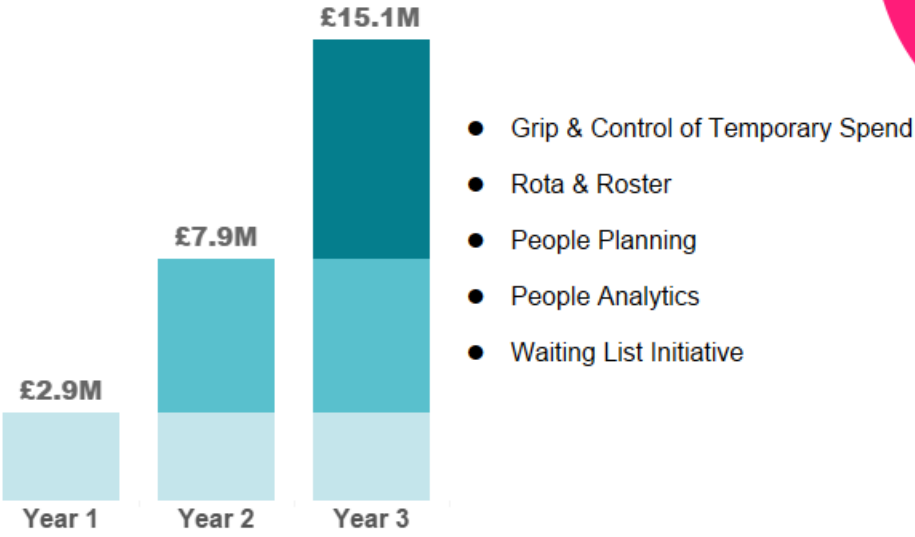 £15.1M
£7.9M
£2.9M
Year 1
Year 2
Year 3
● Grip & Control of Temporary Spend
● Rota & Roster
● People Planning
● People Analytics
● Waiting List Initiative